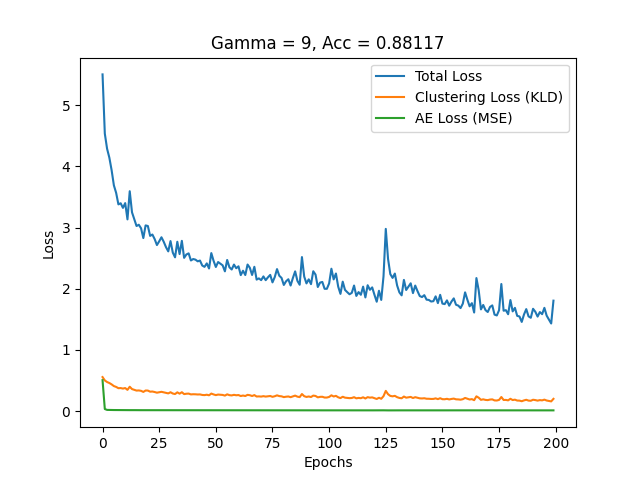 Gamma = 9, Acc = 0.88117
Total Loss
Clustering Loss (KLD)
AE Loss (MSE)
Loss
5
4
3
2
1
0
0 25 50 75 100 125 150 175 200
Epochs